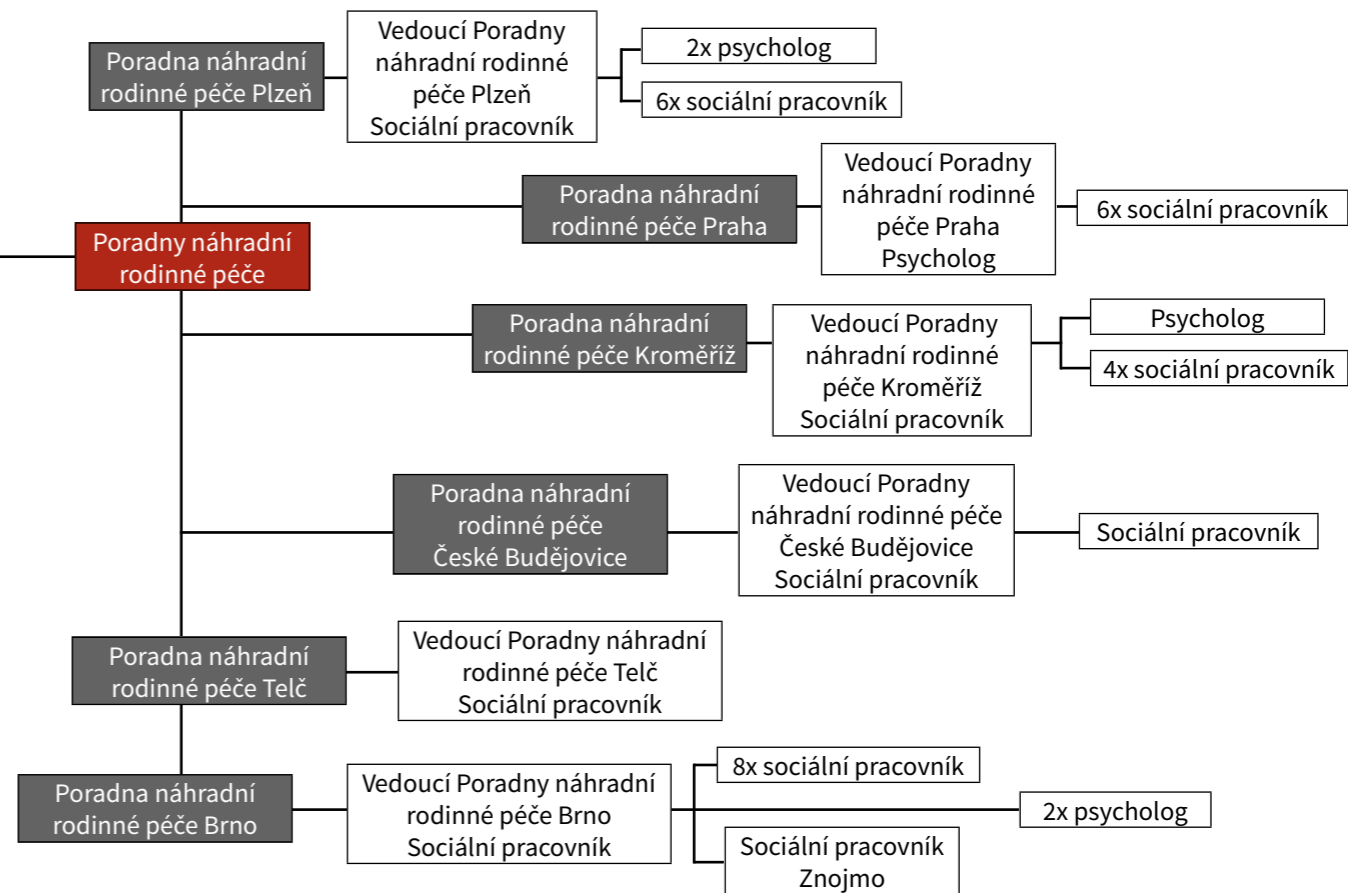 Poradna náhradní
rodinné péče Plzeň
Vedoucí Poradny
náhradní rodinné
péče Plzeň
Sociální pracovník
2x psycholog
6x sociální pracovník
Poradna náhradní
rodinné péče Praha
Vedoucí Poradny
náhradní rodinné
péče Praha
Psycholog
6x sociální pracovník
Poradny náhradní
rodinné péče
Poradna náhradní
rodinné péče Kroměříž
Vedoucí Poradny
náhradní rodinné
péče Kroměříž
Sociální pracovník
Psycholog
4x sociální pracovník
Poradna náhradní
rodinné péče
České Budějovice
Vedoucí Poradny
náhradní rodinné péče
České Budějovice
Sociální pracovník
Sociální pracovník
Poradna náhradní
rodinné péče Telč
Vedoucí Poradny náhradní
rodinné péče Telč
Sociální pracovník
Poradna náhradní
rodinné péče Brno
Vedoucí Poradny náhradní
rodinné péče Brno
Sociální pracovník
8x sociální pracovník
2x psycholog
Sociální pracovník
Znojmo